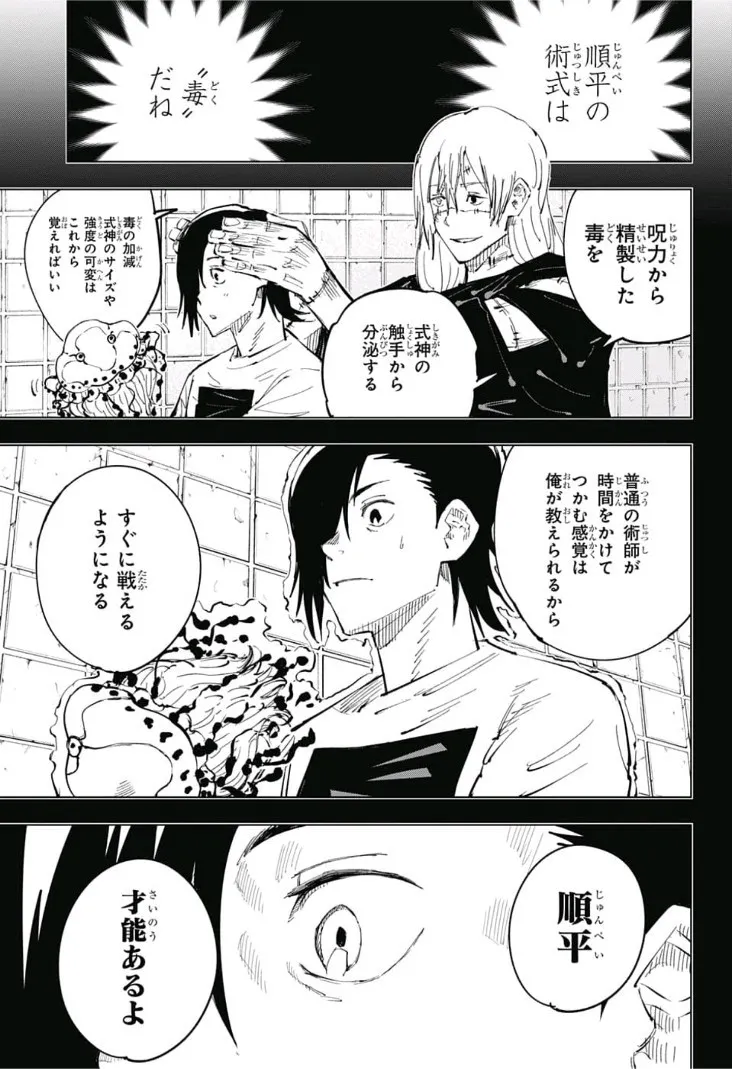 順平の
術式は
〝毒〟
だね
呪力から
精製した
毒を
式神の
触手から
分泌する
毒の加減
式神のサイズや
強度の可変は
これから
覚えればいい
普通の術師が
時間をかけて
つかむ感覚は
俺が教えられるから
すぐに戦える
ようになる
順平
才能あるよ